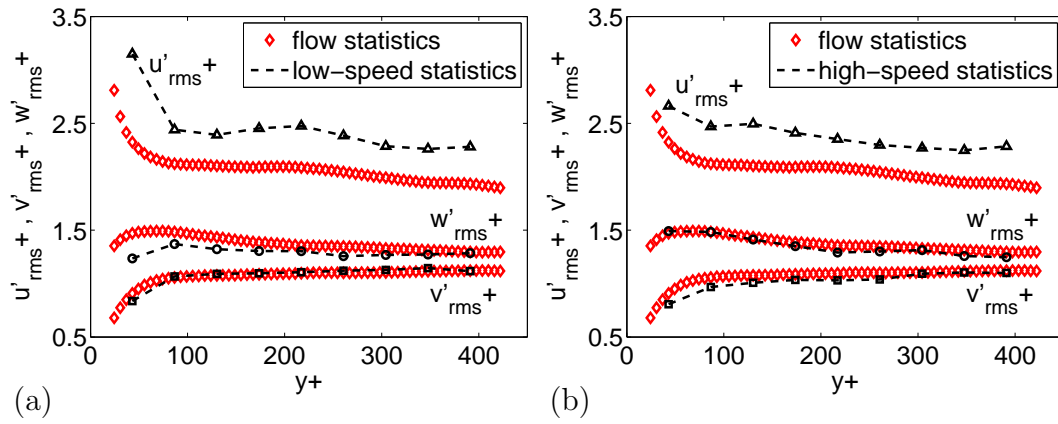 3.5
2.5
1.5
0.5
u'rms+ , v'rms+ , w'rms+
flow statistics
low−speed statistics
u'rms+
w'rms+
v'rms+
0 100 200 300 400
y+
(a)
3.5
2.5
1.5
0.5
u'rms+ , v'rms+ , w'rms+
flow statistics
high−speed statistics
u'rms+
w'rms+
v'rms+
0 100 200 300 400
y+
(b)